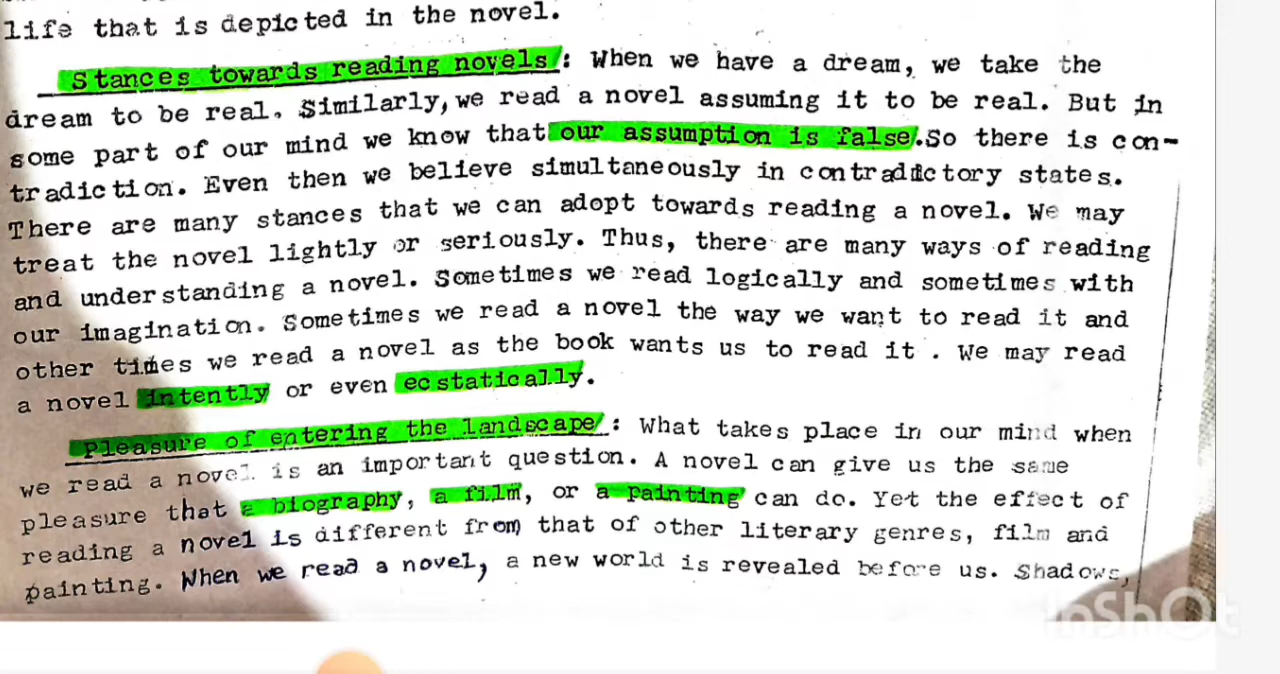 life that is depicted in the novel.
Stances towards reading novels : When we have a dream, we take the
dream to be real. Similarly, we read a novel assuming it to be real. But in
some part of our mind we know that our assumption is false. So there is con-
tradiction. Even then we believe simultaneously in contradictory states.
There are many stances that we can adopt towards reading a novel. We may
treat the novel lightly or seriously. Thus, there are many ways of reading
and understanding a novel. Sometimes we read logically and sometimes with
our imagination. Sometimes we read a novel the way we want to read it and
other times we read a novel as the book wants us to read it . We may read
a novel intently or even ecstatically.
Pleasure of entering the landscape : What takes place in our mind when
we read a novel is an important question. A novel can give us the same
pleasure that a biography, a film, or a painting can do. Yet the effect of
reading a novel is different from that of other literary genres, film and
painting. When we read a novel, a new world is revealed before us. Shadows,
InShOt